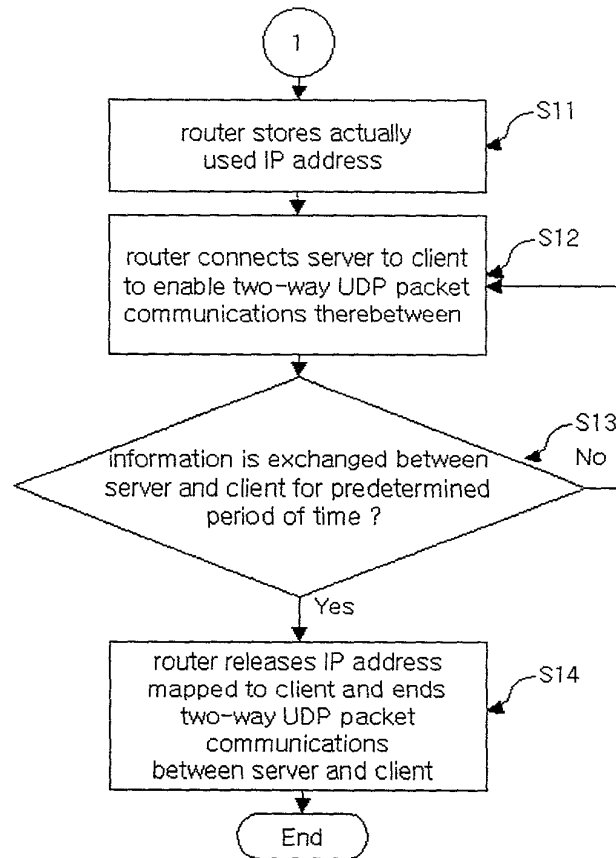 1
router stores actually
used IP address
S11
router connects server to client
to enable two-way UDP packet
communications therebetween
S12
information is exchanged between
server and client for predetermined
period of time ?
S13
No
Yes
router releases IP address
mapped to client and ends
two-way UDP packet
communications
between server and client
S14
End